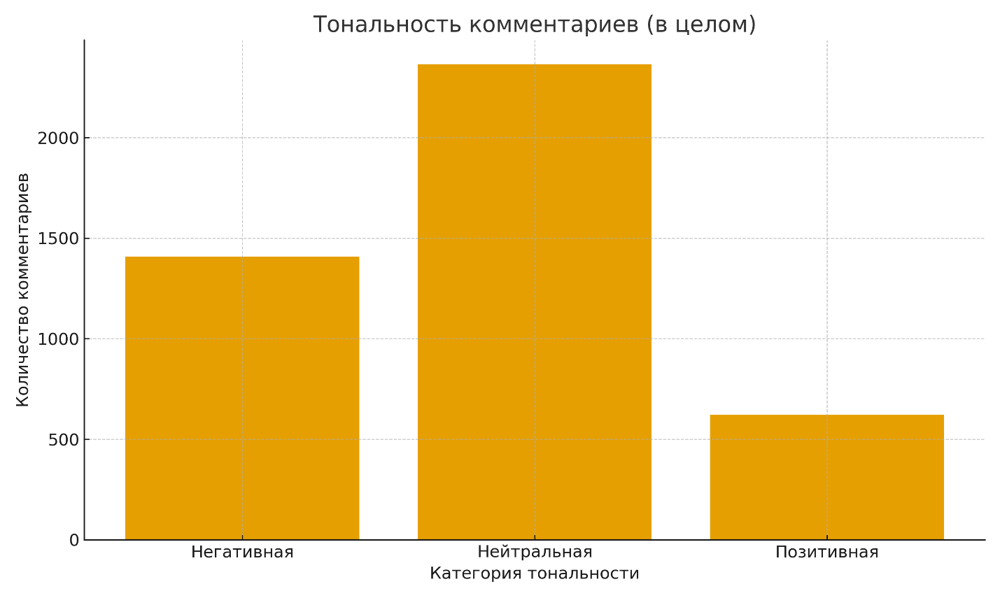 Тональность комментариев (в целом)
Количество комментариев
2000
1500
1000
500
0
Негативная
Нейтральная
Позитивная
Категория тональности